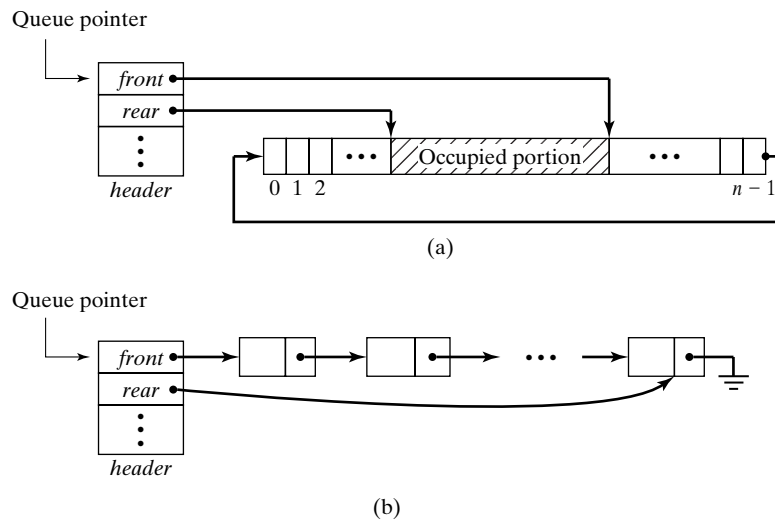 Queue pointer
front
rear
header
Occupied portion
0 1 2 n − 1
(a)
Queue pointer
front
rear
header
(b)